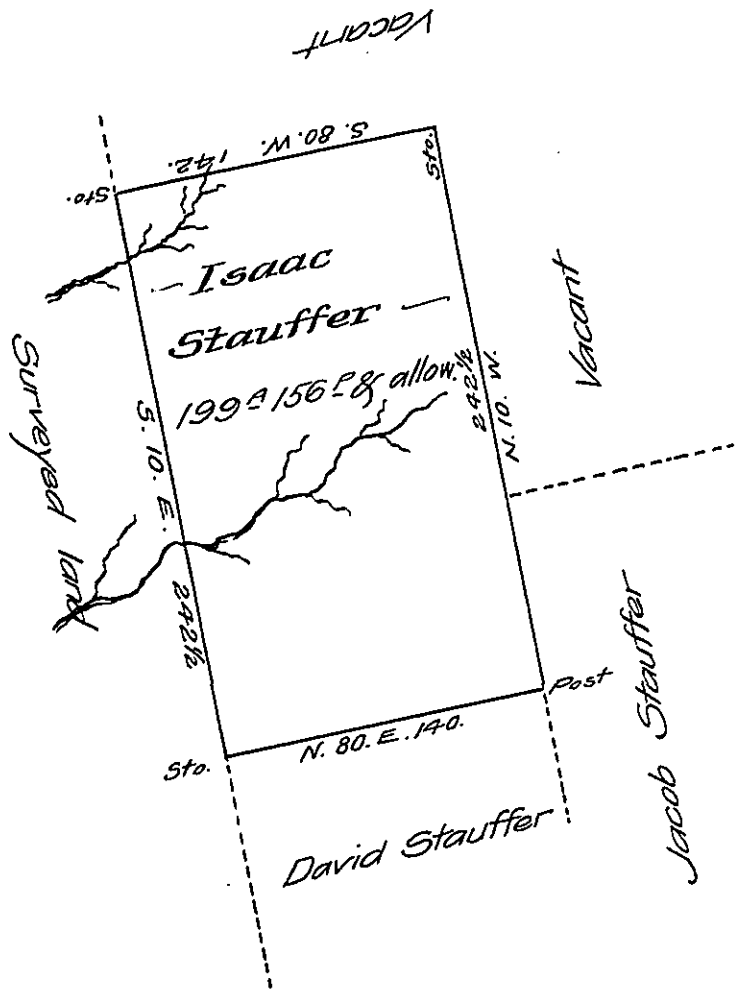 Vacant
S. 80. W. 142.
Sto.
Sto.
Isaac
Stauffer
199 A 156 P & allow.
242½
N. 10. W.
Vacant
Surveyed land
S. 10. E. 242½
Post
N. 80. E. 140.
Sto.
David Stauffer
Jacob Stauffer